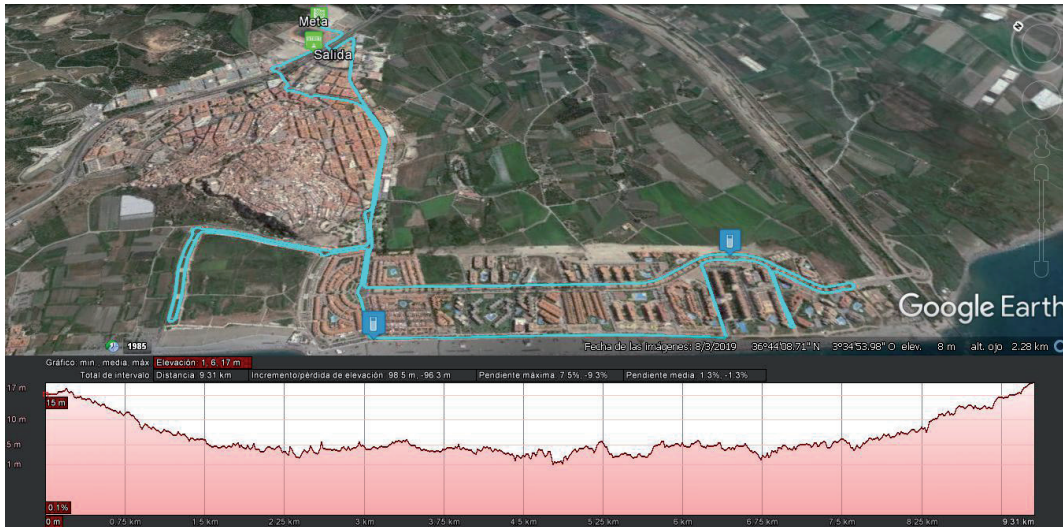 Meta
Salida
Google Earth
1985
Fecha de las imágenes: 8/3/2019 36°44'08.71" N 3°34'53.98" O elev. 8 m alt. ojo 2.28 km
Gráfico: mín., media, máx. Elevación: 1, 6, 17 m
Total de intervalo: Distancia: 9.31 km Incremento/pérdida de elevación: 98.5 m, -96.3 m Pendiente máxima: 7.5%, -9.3% Pendiente media: 1.3%, -1.3%
17 m
15 m
10 m
5 m
1 m
0.1%
0 m 0.75 km 1.5 km 2.25 km 3 km 3.75 km 4.5 km 5.25 km 6 km 6.75 km 7.5 km 8.25 km 9.31 km